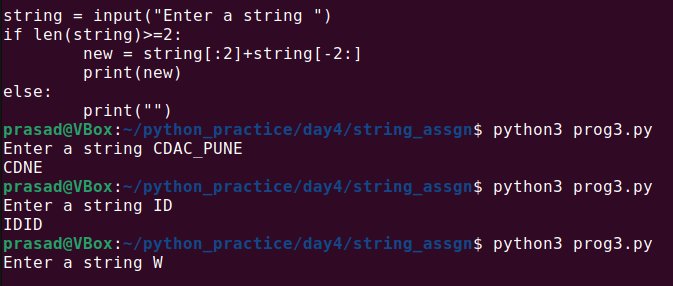 string = input("Enter a string ")
if len(string)>=2:
        new = string[:2]+string[-2:]
        print(new)
else:
        print("")
prasad@VBox:~/python_practice/day4/string_assgn$ python3 prog3.py
Enter a string CDAC_PUNE
CDNE
prasad@VBox:~/python_practice/day4/string_assgn$ python3 prog3.py
Enter a string ID
IDID
prasad@VBox:~/python_practice/day4/string_assgn$ python3 prog3.py
Enter a string W